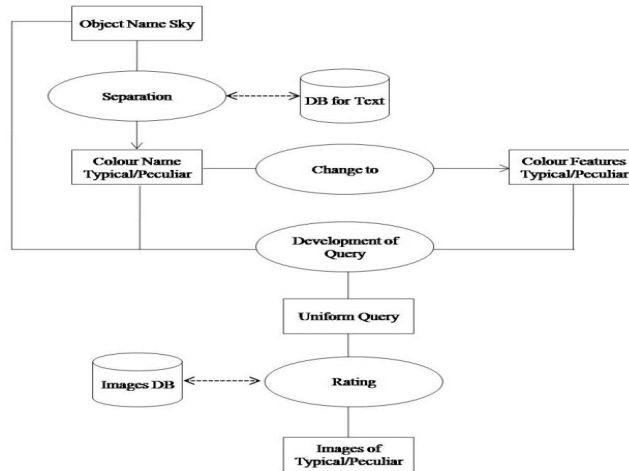 Object Name Sky
Separation
DB for Text
Colour Name
Typical/Peculiar
Change to
Colour Features
Typical/Peculiar
Development of
Query
Uniform Query
Images DB
Rating
Images of
Typical/Peculiar